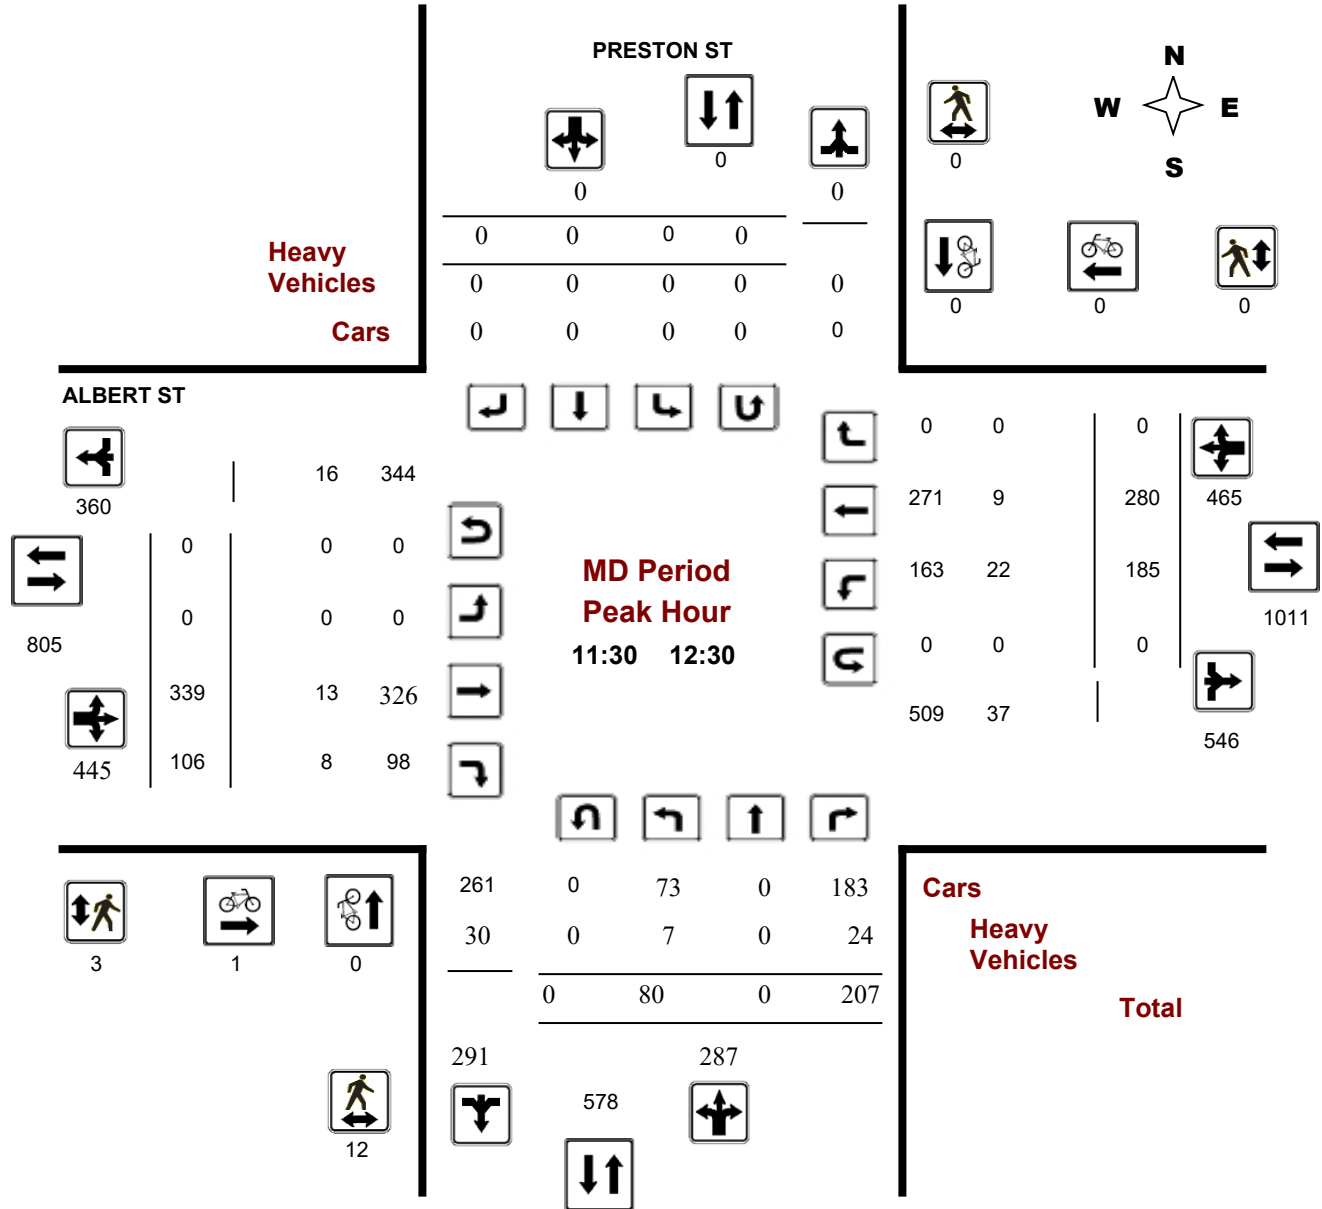 PRESTON ST
N
W E
S
0
0
0 0
0
0 0 0 0
Heavy
Vehicles
0 0 0 0 0
0 0 0
Cars
0 0 0 0 0
ALBERT ST
0 0 0
16 344
360
271 9 280 465
0 0 0
MD Period
163 22 185
Peak Hour
0 0 0
1011
805
11:30 12:30
0 0 0
339 13 326
509 37
546
445 106 8 98
261 0 73 0 183
Cars
30 0 7 0 24
Heavy
Vehicles
3 1 0
0 80 0 207
Total
291 287
578
12